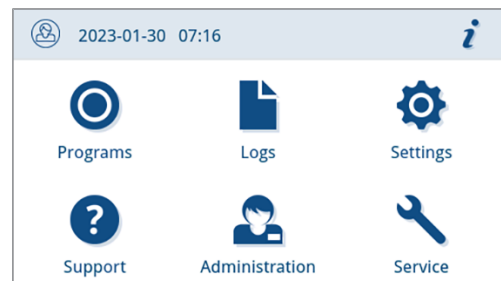 2023-01-30 07:16 i
Programs Logs Settings
? 
Support Administration Service